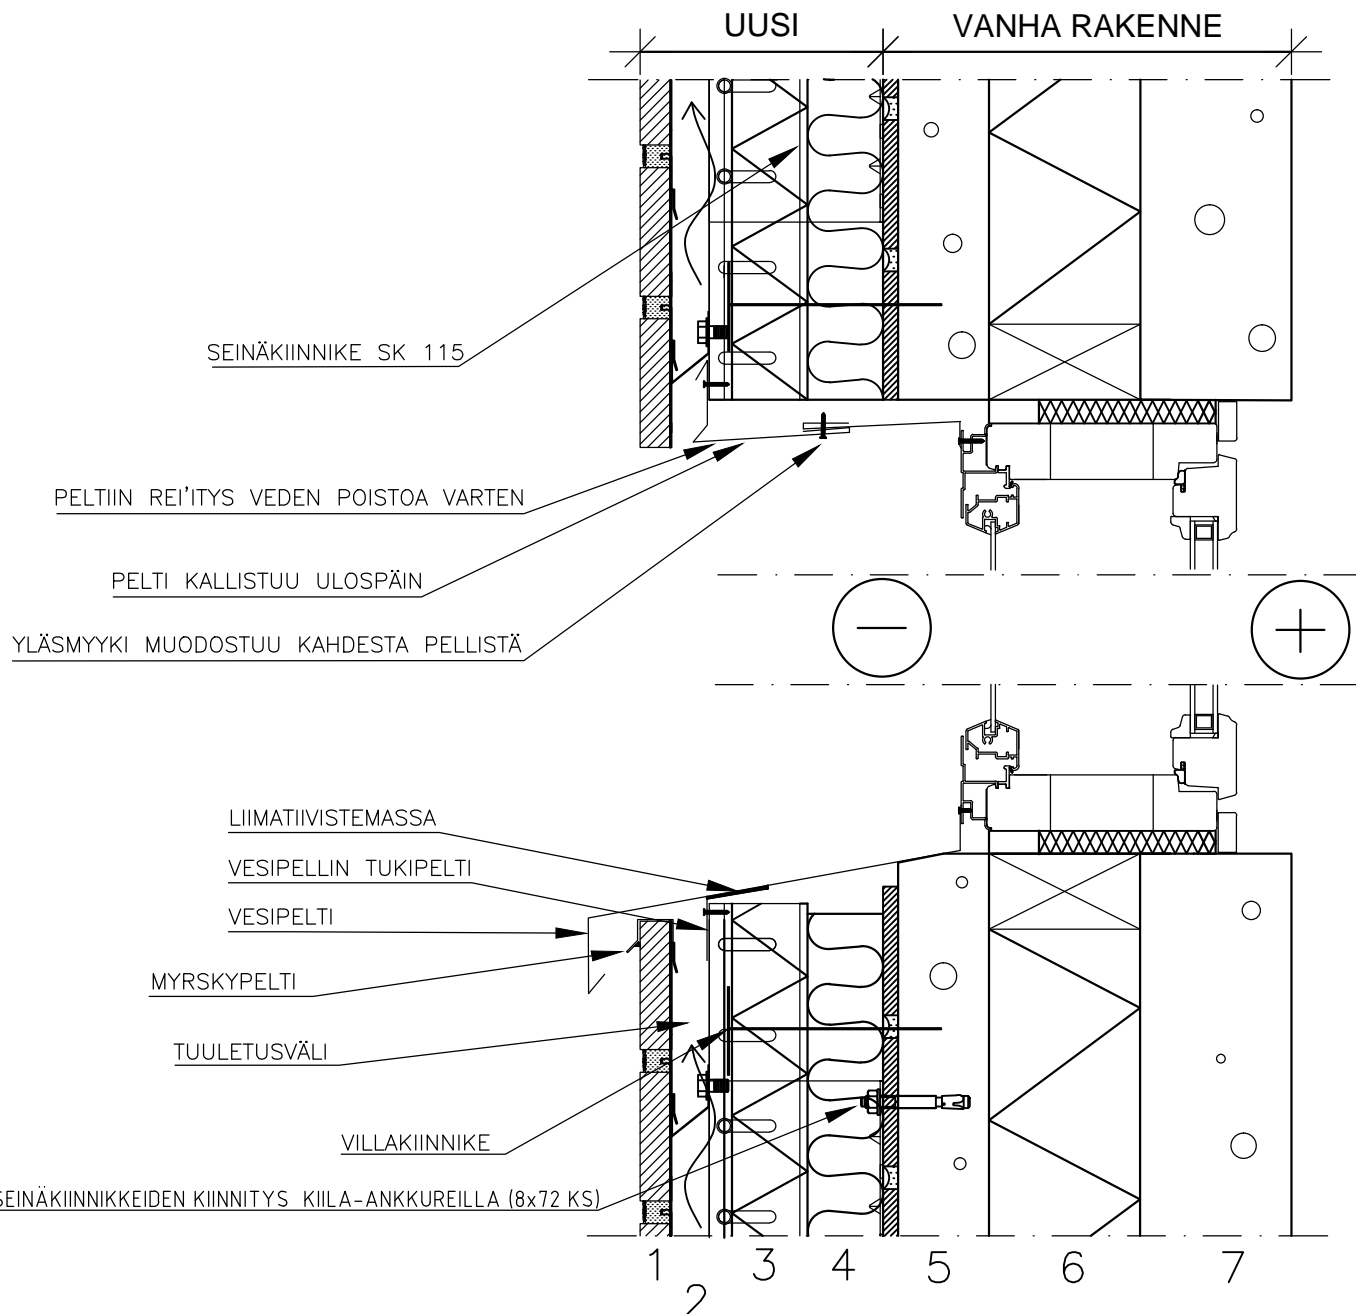 UUSI
VANHA RAKENNE
SEINÄKIINNIKE SK 115
PELTIIN REI'ITYS VEDEN POISTOA VARTEN
PELTI KALLISTUU ULOSPÄIN
YLÄSMYYKI MUODOSTUU KAHDESTA PELLISTÄ
LIIMATIIVISTEMASSA
VESIPELLIN TUKIPELTI
VESIPELTI
MYRSKYPELTI
TUULETUSVÄLI
VILLAKIINNIKE
SEINÄKIINNIKKEIDEN KIINNITYS KIILA-ANKKUREILLA (8x72 KS)
1 3 4 5 6 7
2